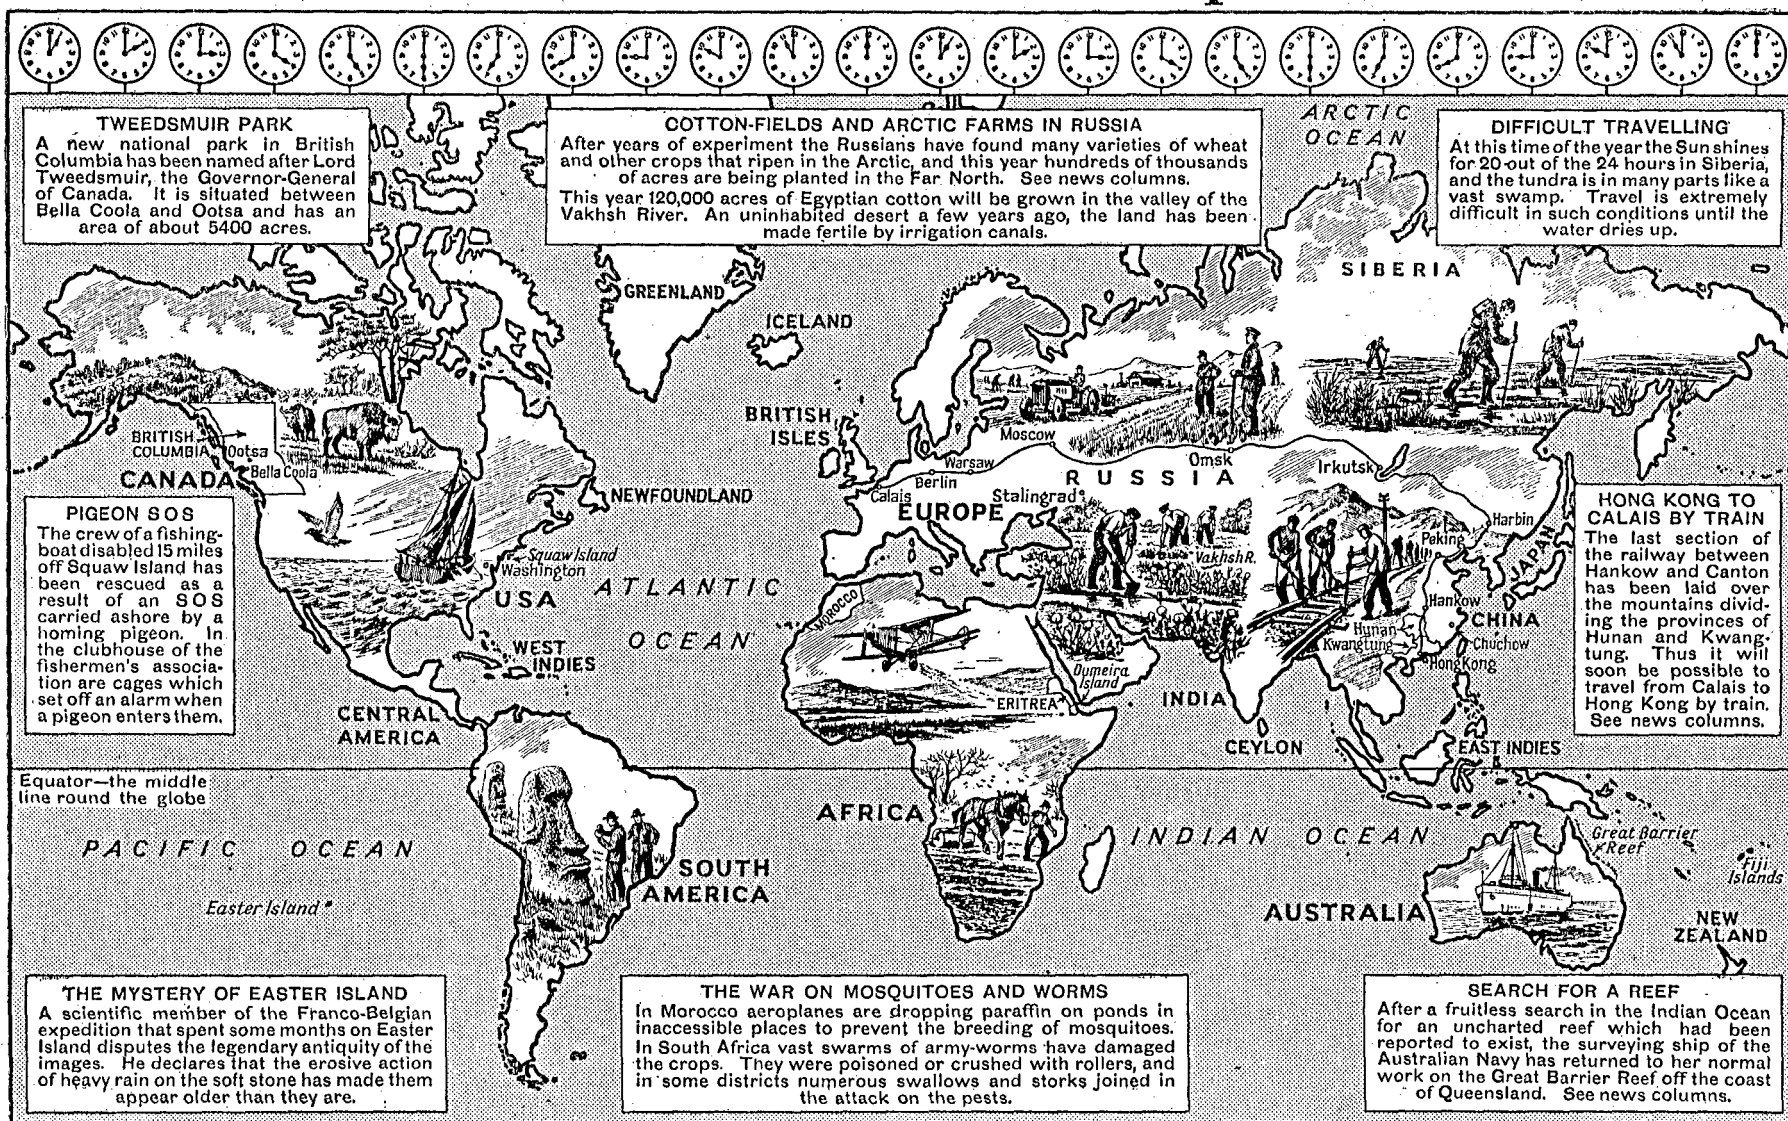 TWEEDSMUIR PARK
A new national park in British
Columbia has been named after Lord
Tweedsmuir, the Governor-General
of Canada. It is situated between
Bella Coola and Ootsa and has an
area of about 5400 acres.
COTTON-FIELDS AND ARCTIC FARMS IN RUSSIA
After years of experiment the Russians have found many varieties of wheat
and other crops that ripen in the Arctic, and this year hundreds of thousands
of acres are being planted in the Far North. See news columns.
This year 120,000 acres of Egyptian cotton will be grown in the valley of the
Vakhsh River. An uninhabited desert a few years ago, the land has been
made fertile by irrigation canals.
ARCTIC
OCEAN
DIFFICULT TRAVELLING
At this time of the year the Sun shines
for 20 out of the 24 hours in Siberia,
and the tundra is in many parts like a
vast swamp. Travel is extremely
difficult in such conditions until the
water dries up.
SIBERIA
GREENLAND
ICELAND
BRITISH
ISLES
BRITISH
COLUMBIA
Ootsa
Bella Coola
CANADA
NEWFOUNDLAND
Moscow
Warsaw
Berlin
Calais
Omsk
Irkutsk
RUSSIA
Stalingrad
EUROPE
Harbin
Peking
JAPAN
Vakhsh R.
PIGEON SOS
The crew of a fishing-
boat disabled 15 miles
off Squaw Island has
been rescued as a
result of an SOS
carried ashore by a
homing pigeon. In
the clubhouse of the
fishermen's associa-
tion are cages which
set off an alarm when
a pigeon enters them.
Squaw Island
Washington
USA
ATLANTIC
OCEAN
MOROCCO
WEST
INDIES
Hankow
CHINA
Hunan
Kwangtung
Chuchow
Hong Kong
Dumeira
Island
ERITREA
INDIA
CEYLON
EAST INDIES
HONG KONG TO
CALAIS BY TRAIN
The last section of
the railway between
Hankow and Canton
has been laid over
the mountains divid-
ing the provinces of
Hunan and Kwang-
tung. Thus it will
soon be possible to
travel from Calais to
Hong Kong by train.
See news columns.
CENTRAL
AMERICA
Equator—the middle
line round the globe
PACIFIC OCEAN
Easter Island
SOUTH
AMERICA
AFRICA
INDIAN OCEAN
Great Barrier
Reef
Fiji
Islands
AUSTRALIA
NEW
ZEALAND
THE MYSTERY OF EASTER ISLAND
A scientific member of the Franco-Belgian
expedition that spent some months on Easter
Island disputes the legendary antiquity of the
images. He declares that the erosive action
of heavy rain on the soft stone has made them
appear older than they are.
THE WAR ON MOSQUITOES AND WORMS
In Morocco aeroplanes are dropping paraffin on ponds in
inaccessible places to prevent the breeding of mosquitoes.
In South Africa vast swarms of army-worms have damaged
the crops. They were poisoned or crushed with rollers, and
in some districts numerous swallows and storks joined in
the attack on the pests.
SEARCH FOR A REEF
After a fruitless search in the Indian Ocean
for an uncharted reef which had been
reported to exist, the surveying ship of the
Australian Navy has returned to her normal
work on the Great Barrier Reef off the coast
of Queensland. See news columns.